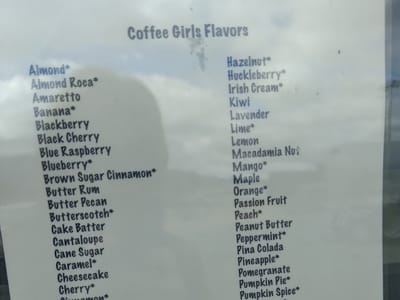 Coffee Girls Flavors
Almond*
Almond Roca*
Amaretto
Banana*
Blackberry
Black Cherry
Blue Raspberry
Blueberry*
Brown Sugar Cinnamon*
Butter Rum
Butter Pecan
Butterscotch*
Cake Batter
Cantaloupe
Cane Sugar
Caramel*
Cheesecake
Cherry*
Cinnamon*
Hazelnut*
Huckleberry*
Irish Cream*
Kiwi
Lavender
Lime*
Lemon
Macadamia Nut
Mango*
Maple
Orange*
Passion Fruit
Peach*
Peanut Butter
Peppermint*
Pina Colada
Pineapple*
Pomegranate
Pumpkin Pie*
Pumpkin Spice*